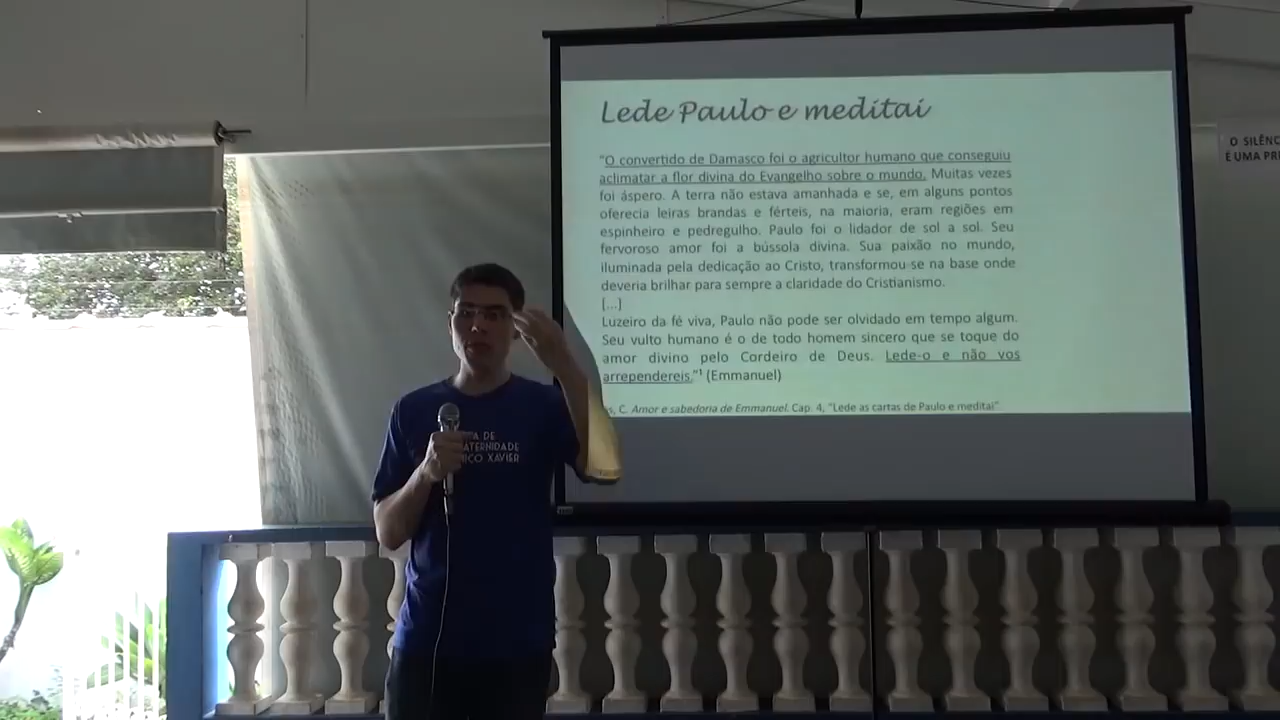 Lede Paulo e meditai
"O convertido de Damasco foi o agricultor humano que conseguiu
aclimatar a flor divina do Evangelho sobre o mundo. Muitas vezes
foi áspero. A terra não estava amanhada e se, em alguns pontos
oferecia leiras brandas e férteis, na maioria, eram regiões em
espinheiro e pedregulho. Paulo foi o lidador de sol a sol. Seu
fervoroso amor foi a bússola divina. Sua paixão no mundo,
iluminada pela dedicação ao Cristo, transformou-se na base onde
deveria brilhar para sempre a claridade do Cristianismo.
[...]
Luzeiro da fé viva, Paulo não pode ser olvidado em tempo algum.
Seu vulto humano é o de todo homem sincero que se toque do
amor divino pelo Cordeiro de Deus. Lede-o e não vos
arrependereis."¹ (Emmanuel)
C. Amor e sabedoria de Emmanuel. Cap. 4, "Lede as cartas de Paulo e meditai"
O SILÊNC
É UMA PRE
DE
ATERNIDADE
ICO XAVIER